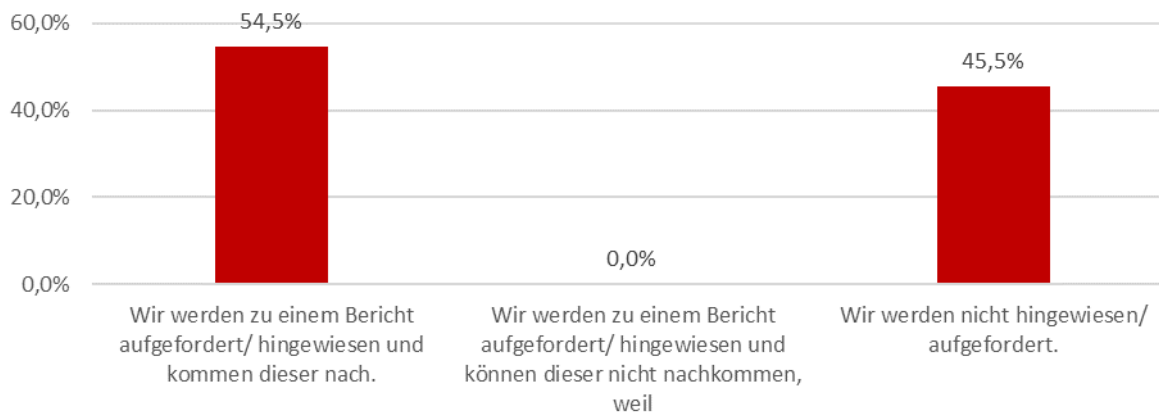 60,0%
40,0%
20,0%
0,0%
54,5%
0,0%
45,5%
Wir werden zu einem Bericht
aufgefordert/ hingewiesen und
kommen dieser nach.
Wir werden zu einem Bericht
aufgefordert/ hingewiesen und
können dieser nicht nachkommen,
weil
Wir werden nicht hingewiesen/
aufgefordert.